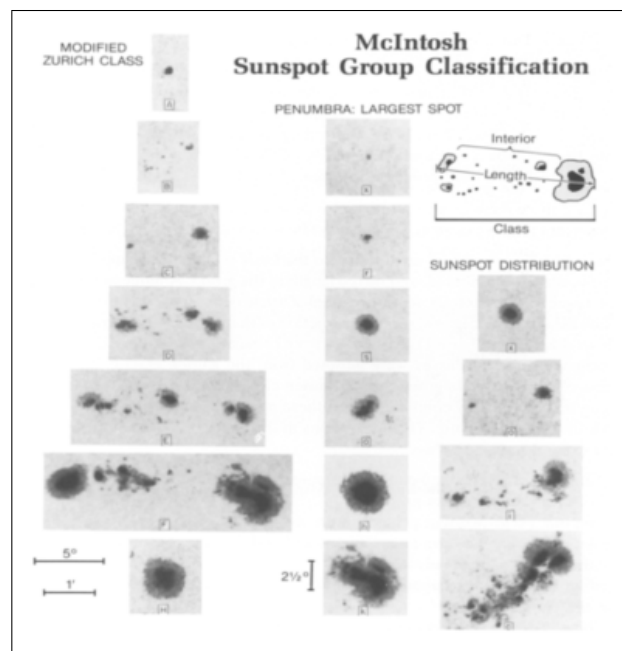 MODIFIED
ZURICH CLASS
McIntosh
Sunspot Group Classification
PENUMBRA: LARGEST SPOT
Interior
Length
Class
SUNSPOT DISTRIBUTION
A
B
C
D
E
F
H
5°
1'
2½°